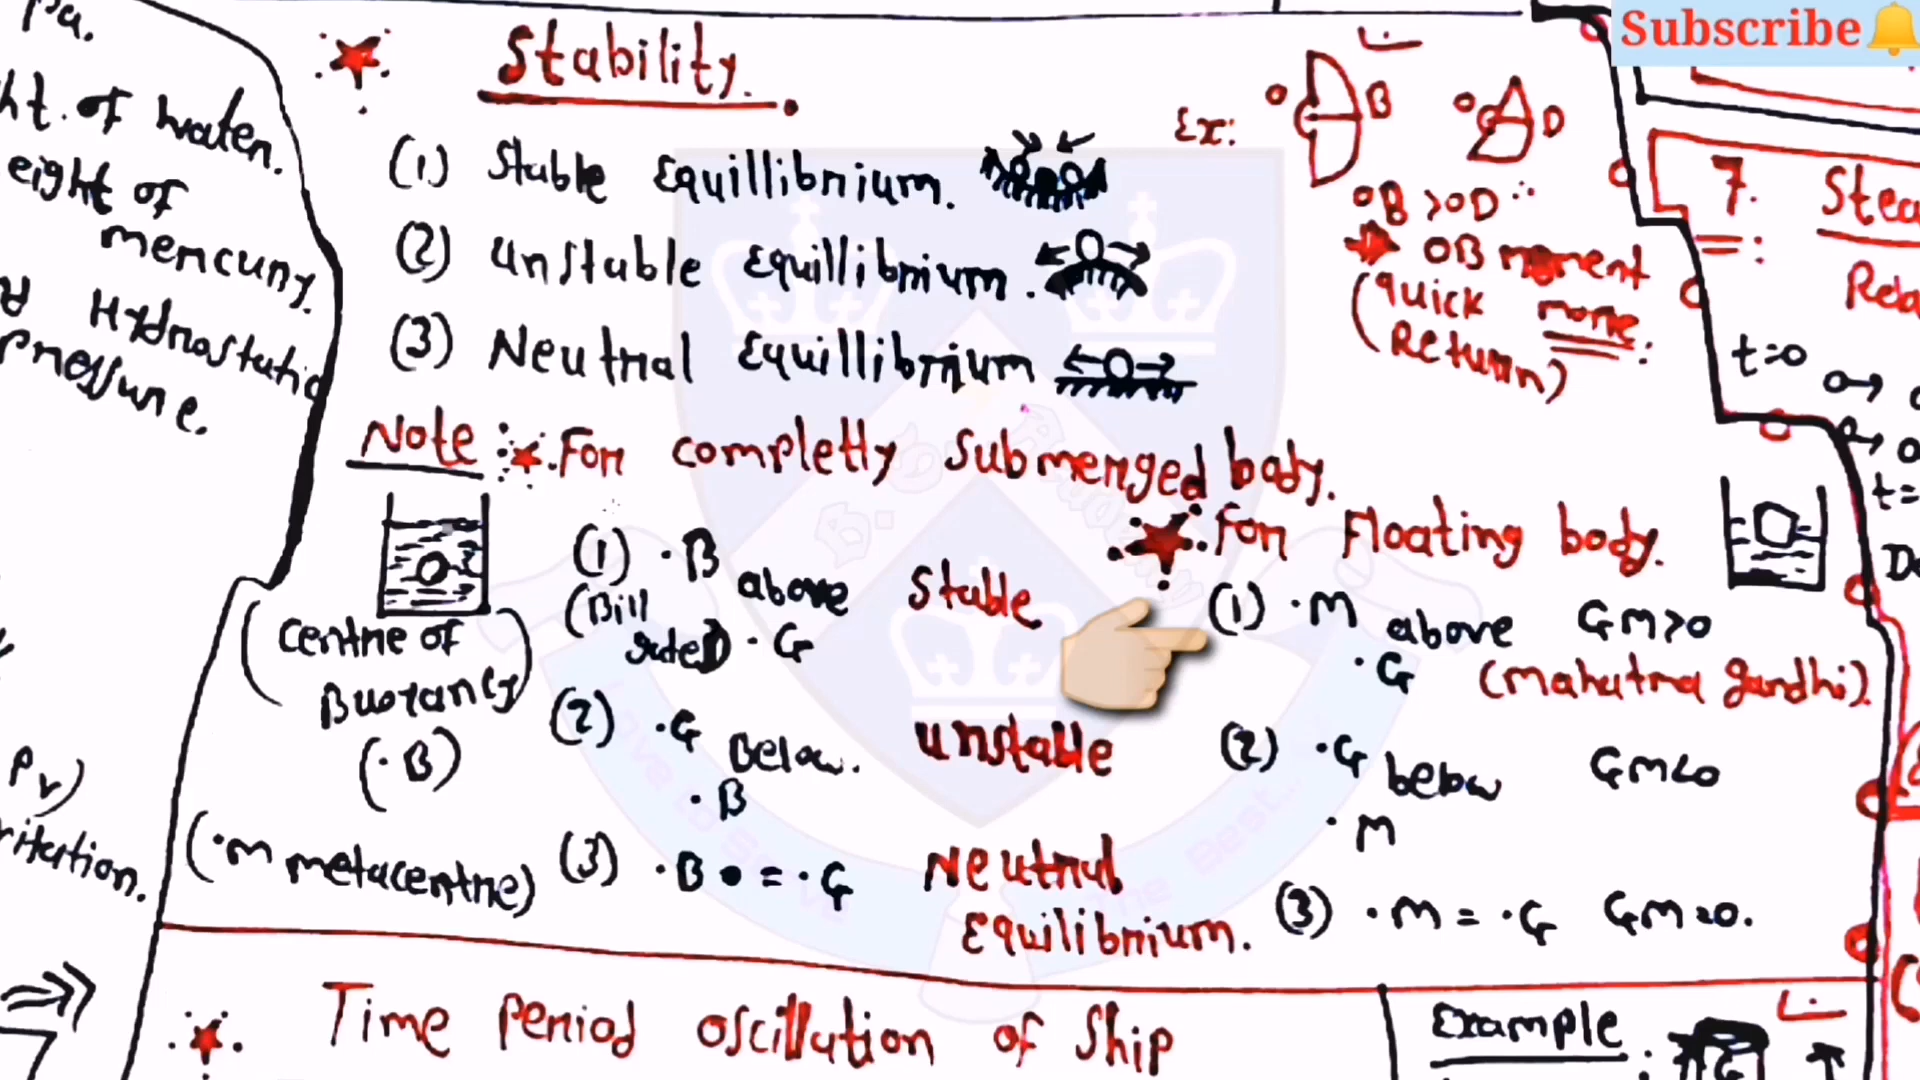 Subscribe
pa.
ht. of water.
eight of
mercury.
Hydrostatic
Pressure.
Pv)
ritertion.
Stability.
(1) Stable Equillibrium.
(2) Unstable Equillibrium.
(3) Neutral Equillibrium
Ex:
O B O D
OB>OD ∴
OB moment
(quick more:
Return)
7. Stea
Rela
t=0
t=
Note : For completly submerged body.
(Centre of
Buoyancy)
(·B)
(·M metacentre)
(1) ·B above ·G Stable
(Bill gates)
(2) ·G Below. ·B unstable
(3) ·B = ·G Neutral
Equilibrium.
For Floating body.
(1) ·M above ·G GM>0
(Mahatma gandhi).
(2) ·G below ·M GM<0
(3) ·M = ·G GM=0.
Time period oscillation of Ship
Example :
G